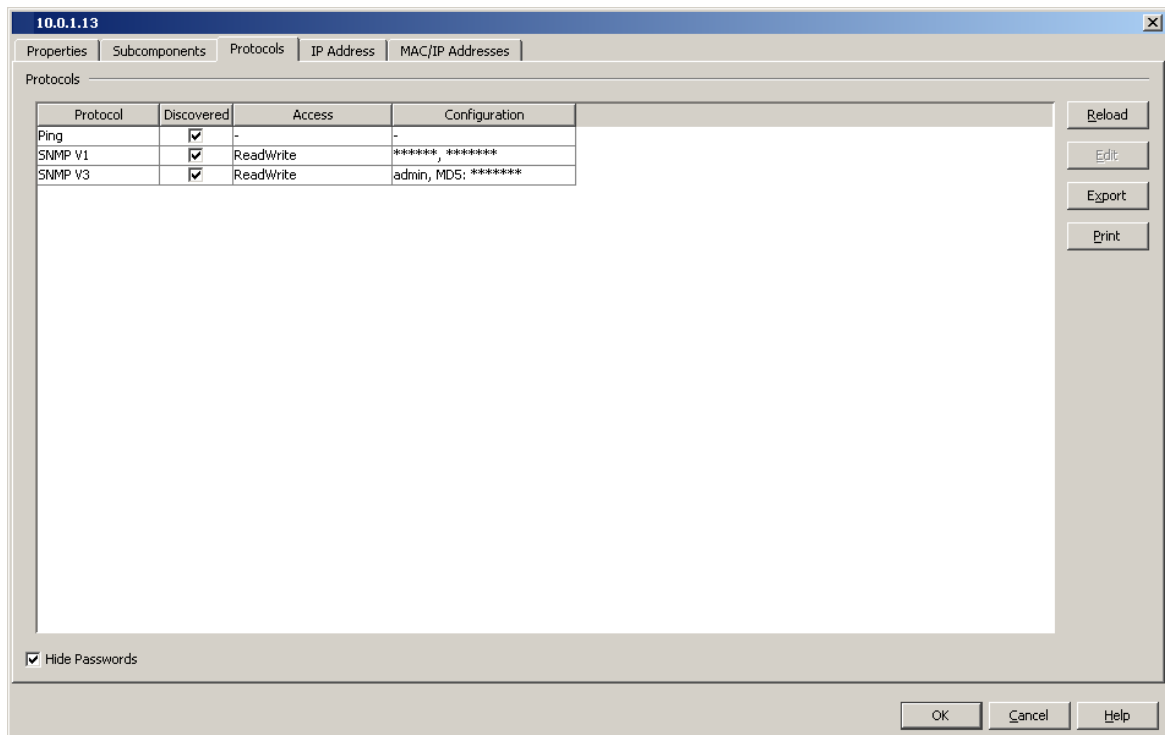 10.0.1.13
Properties Subcomponents Protocols IP Address MAC/IP Addresses
Protocols
Protocol Discovered Access Configuration
Ping - -
SNMP V1 ReadWrite ******, *******
SNMP V3 ReadWrite admin, MD5: *******
Reload
Edit
Export
Print
Hide Passwords
OK Cancel Help